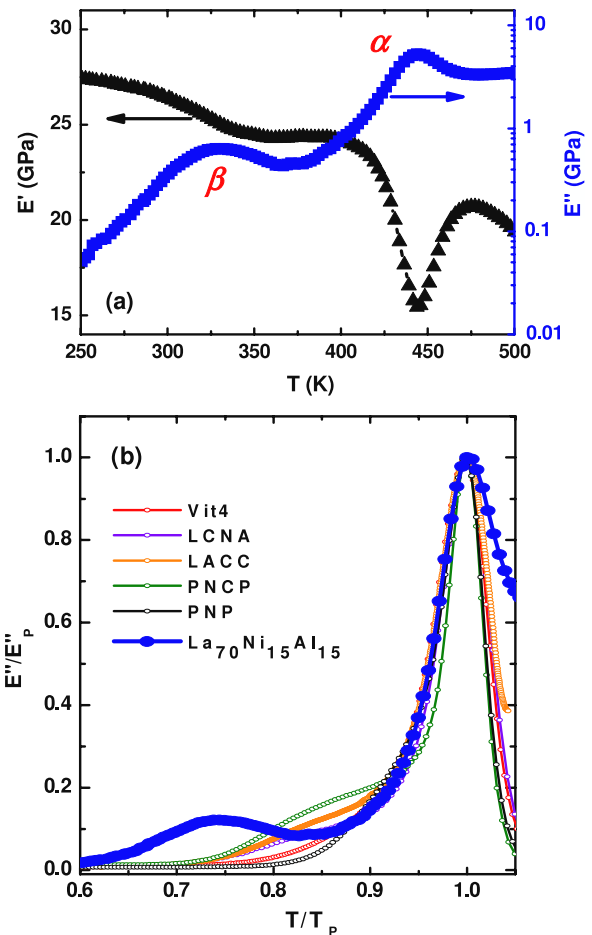 30
25
20
15
E' (GPa)
10
1
0.1
0.01
E'' (GPa)
α
β
(a)
250 300 350 400 450 500
T (K)
(b)
1.0
0.8
0.6
0.4
0.2
0.0
E''/E''P
Vit4
LCNA
LACC
PNCP
PNP
La70Ni15Al15
0.6 0.7 0.8 0.9 1.0
T/TP